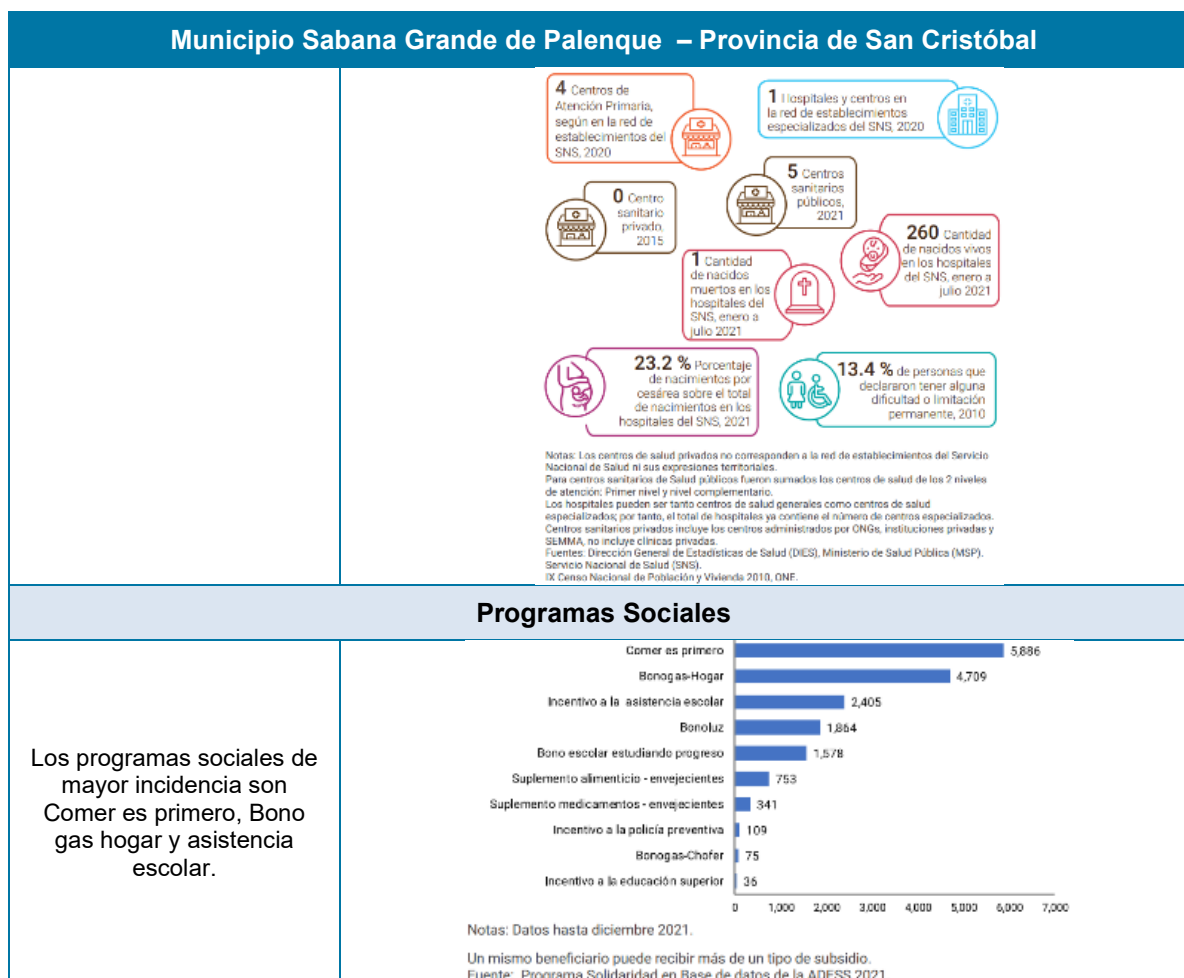 Municipio Sabana Grande de Palenque – Provincia de San Cristóbal
4 Centros de
Atención Primaria,
según en la red de
establecimientos del
SNS, 2020
1 Hospitales y centros en
la red de establecimientos
especializados del SNS, 2020
0 Centro
sanitario
privado,
2015
5 Centros
sanitarios
públicos,
2021
1 Cantidad
de nacidos
muertos en los
hospitales del
SNS, enero a
julio 2021
260 Cantidad
de nacidos vivos
en los hospitales
del SNS, enero a
julio 2021
23.2 % Porcentaje
de nacimientos por
cesárea sobre el total
de nacimientos en los
hospitales del SNS, 2021
13.4 % de personas que
declararon tener alguna
dificultad o limitación
permanente, 2010
Notas: Los centros de salud privados no corresponden a la red de establecimientos del Servicio
Nacional de Salud ni sus expresiones territoriales.
Para centros sanitarios de Salud públicos fueron sumados los centros de salud de los 2 niveles
de atención: Primer nivel y nivel complementario.
Los hospitales pueden ser tanto centros de salud generales como centros de salud
especializados; por tanto, el total de hospitales ya contiene el número de centros especializados.
Centros sanitarios privados incluye los centros administrados por ONGs, instituciones privadas y
SEMMA, no incluye clínicas privadas.
Fuentes: Dirección General de Estadísticas de Salud (DIES), Ministerio de Salud Pública (MSP).
Servicio Nacional de Salud (SNS).
IX Censo Nacional de Población y Vivienda 2010, ONE.
Programas Sociales
Los programas sociales de
mayor incidencia son
Comer es primero, Bono
gas hogar y asistencia
escolar.
Comer es primero 5,886
Bonogas-Hogar 4,709
Incentivo a la asistencia escolar 2,405
Bonoluz 1,864
Bono escolar estudiando progreso 1,578
Suplemento alimenticio - envejecientes 753
Suplemento medicamentos - envejecientes 341
Incentivo a la policía preventiva 109
Bonogas-Chofer 75
Incentivo a la educación superior 36
0 1,000 2,000 3,000 4,000 5,000 6,000 7,000
Notas: Datos hasta diciembre 2021.
Un mismo beneficiario puede recibir más de un tipo de subsidio.
Fuente: Programa Solidaridad en Base de datos de la ADESS 2021